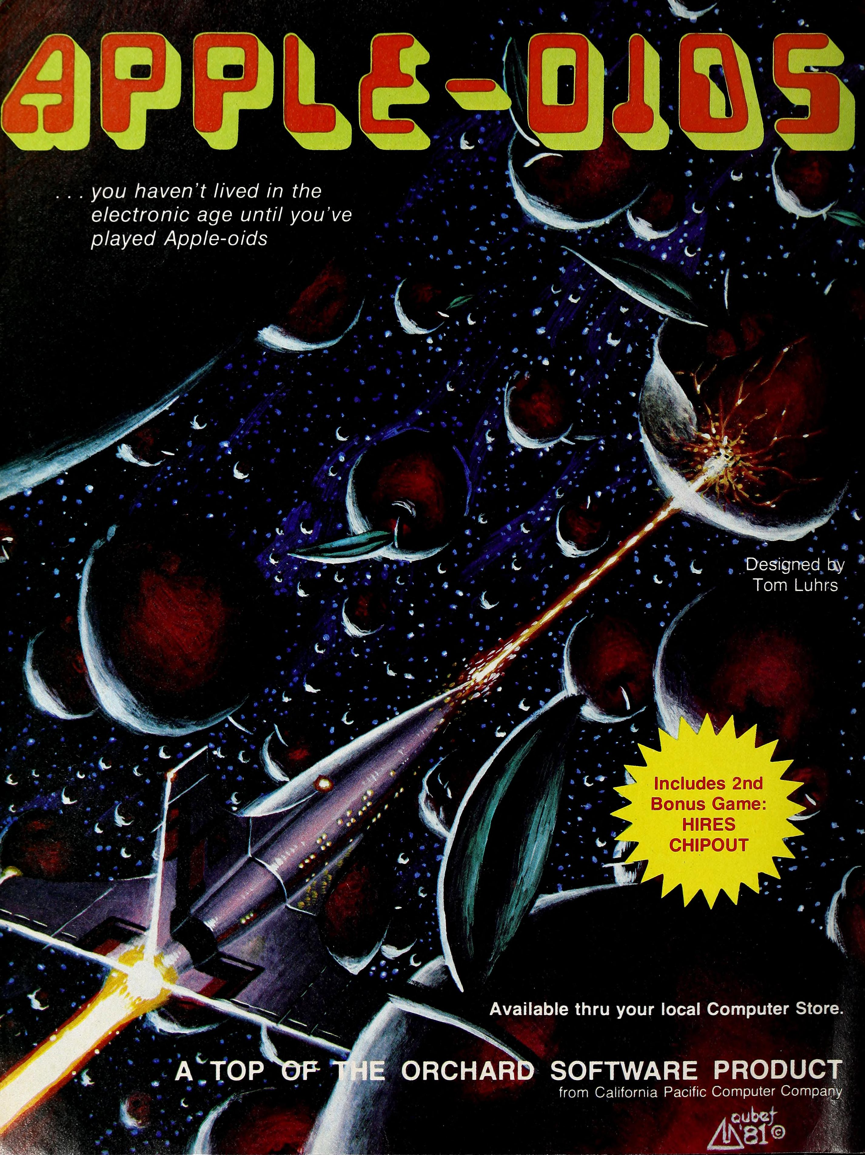 APPLE-OIDS
...you haven't lived in the
electronic age until you've
played Apple-oids
Designed by
Tom Luhrs
Includes 2nd
Bonus Game:
HIRES
CHIPOUT
Available thru your local Computer Store.
A TOP OF THE ORCHARD SOFTWARE PRODUCT
from California Pacific Computer Company
qubet
'81©